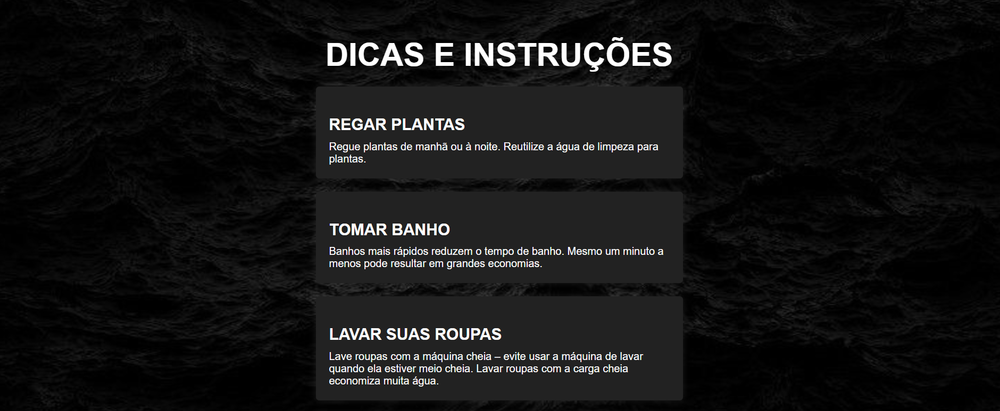 DICAS E INSTRUÇÕES
REGAR PLANTAS
Regue plantas de manhã ou à noite. Reutilize a água de limpeza para
plantas.
TOMAR BANHO
Banhos mais rápidos reduzem o tempo de banho. Mesmo um minuto a
menos pode resultar em grandes economias.
LAVAR SUAS ROUPAS
Lave roupas com a máquina cheia – evite usar a máquina de lavar
quando ela estiver meio cheia. Lavar roupas com a carga cheia
economiza muita água.